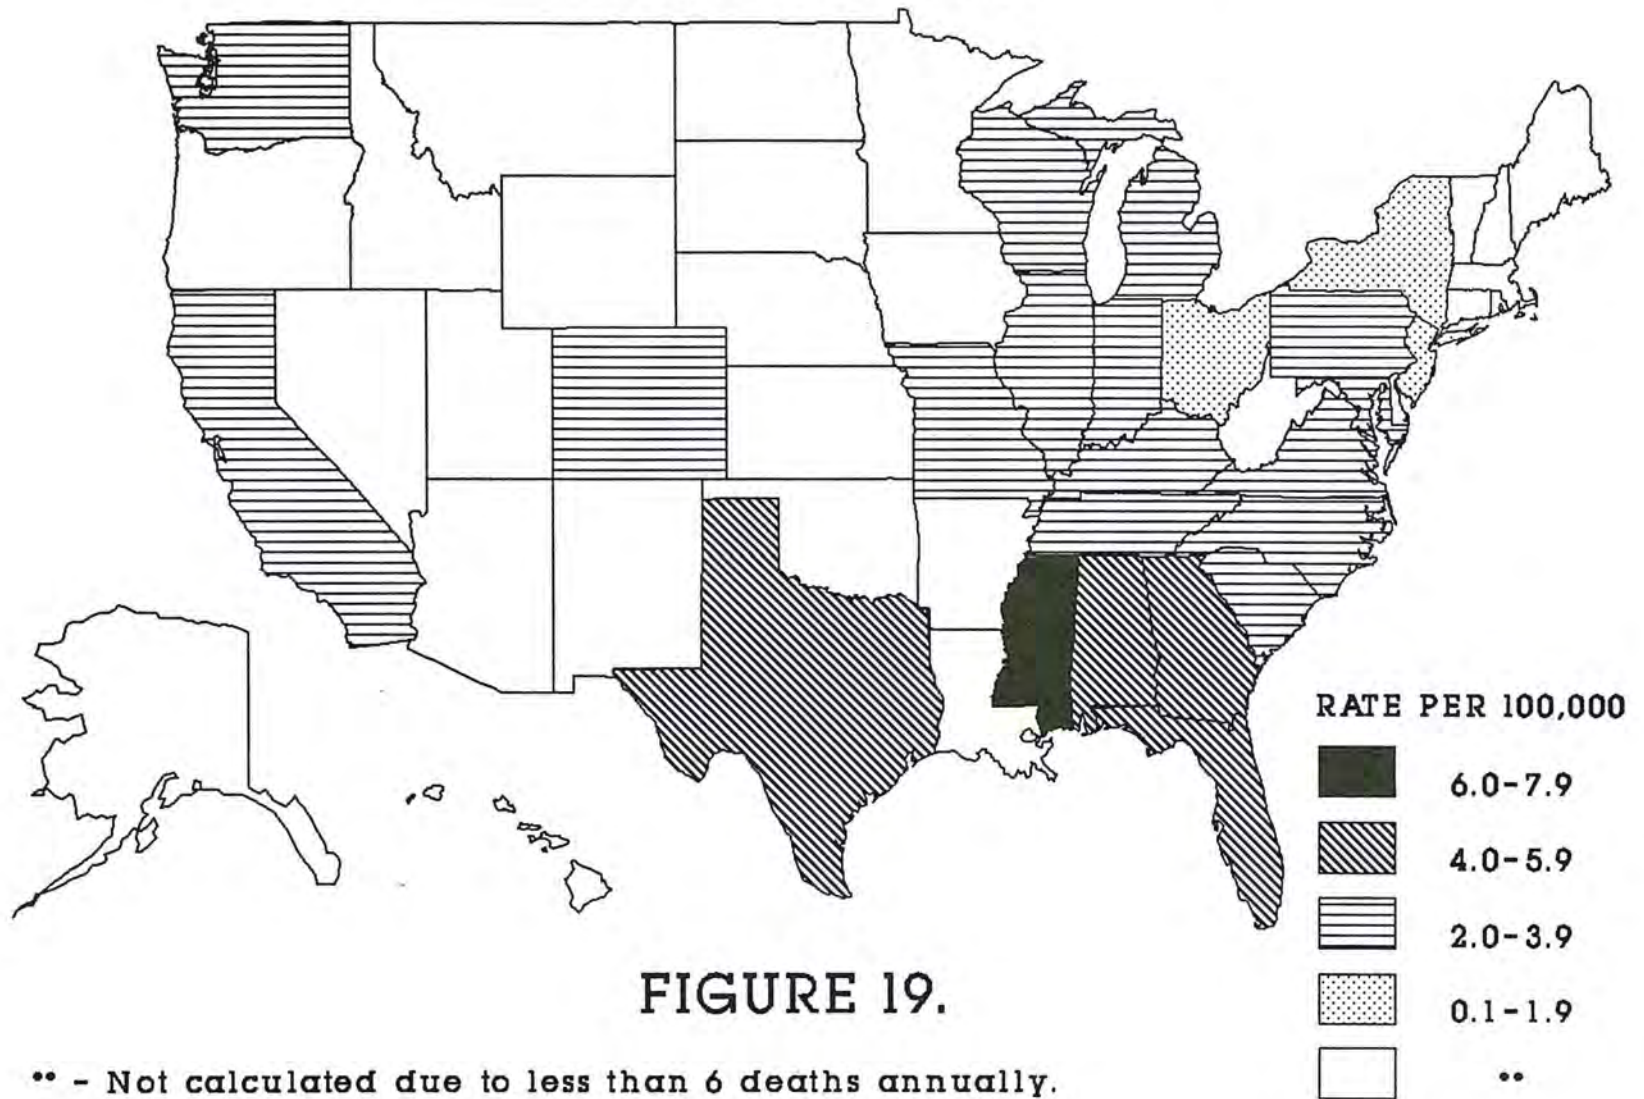 RATE PER 100,000
6.0-7.9
4.0-5.9
2.0-3.9
0.1-1.9
••
FIGURE 19.
•• - Not calculated due to less than 6 deaths annually.